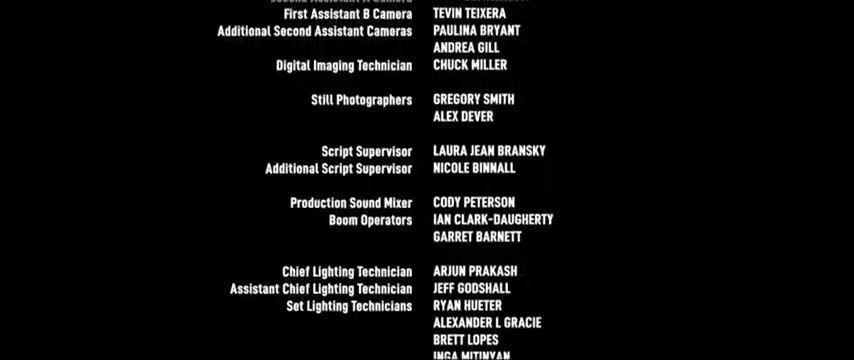 First Assistant B Camera TEVIN TEIXERA
Additional Second Assistant Cameras PAULINA BRYANT
ANDREA GILL
Digital Imaging Technician CHUCK MILLER
Still Photographers GREGORY SMITH
ALEX DEVER
Script Supervisor LAURA JEAN BRANSKY
Additional Script Supervisor NICOLE BINNALL
Production Sound Mixer CODY PETERSON
Boom Operators IAN CLARK-DAUGHERTY
GARRET BARNETT
Chief Lighting Technician ARJUN PRAKASH
Assistant Chief Lighting Technician JEFF GODSHALL
Set Lighting Technicians RYAN HUETER
ALEXANDER L GRACIE
BRETT LOPES
INGA MITINYAN